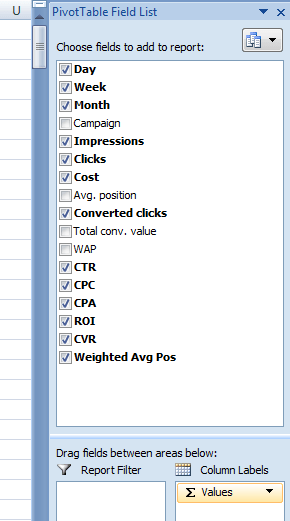 U
PivotTable Field List
Choose fields to add to report:
Day
Week
Month
Campaign
Impressions
Clicks
Cost
Avg. position
Converted clicks
Total conv. value
WAP
CTR
CPC
CPA
ROI
CVR
Weighted Avg Pos
Drag fields between areas below:
Report Filter
Column Labels
Σ Values